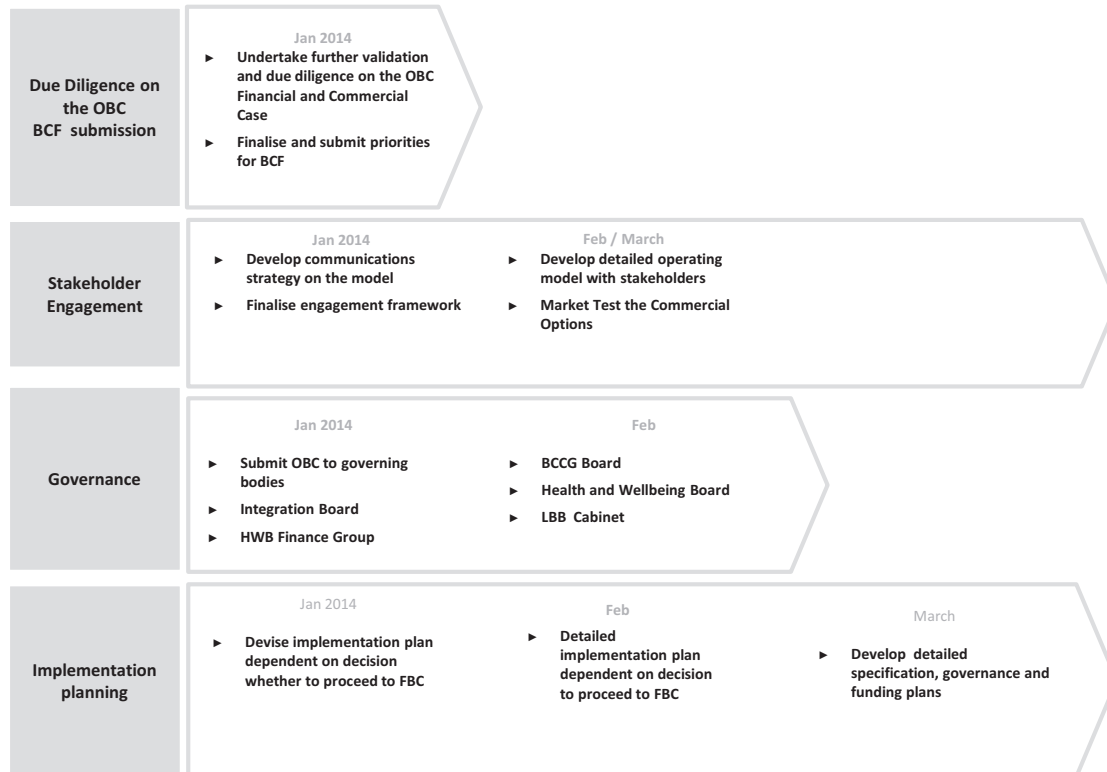 Due Diligence on
the OBC
BCF submission
Jan 2014
► Undertake further validation
and due diligence on the OBC
Financial and Commercial
Case
► Finalise and submit priorities
for BCF
Stakeholder
Engagement
Jan 2014
► Develop communications
strategy on the model
► Finalise engagement framework
Feb / March
► Develop detailed operating
model with stakeholders
► Market Test the Commercial
Options
Governance
Jan 2014
► Submit OBC to governing
bodies
► Integration Board
► HWB Finance Group
Feb
► BCCG Board
► Health and Wellbeing Board
► LBB Cabinet
Implementation
planning
Jan 2014
► Devise implementation plan
dependent on decision
whether to proceed to FBC
Feb
► Detailed
implementation plan
dependent on decision
to proceed to FBC
March
► Develop detailed
specification, governance and
funding plans